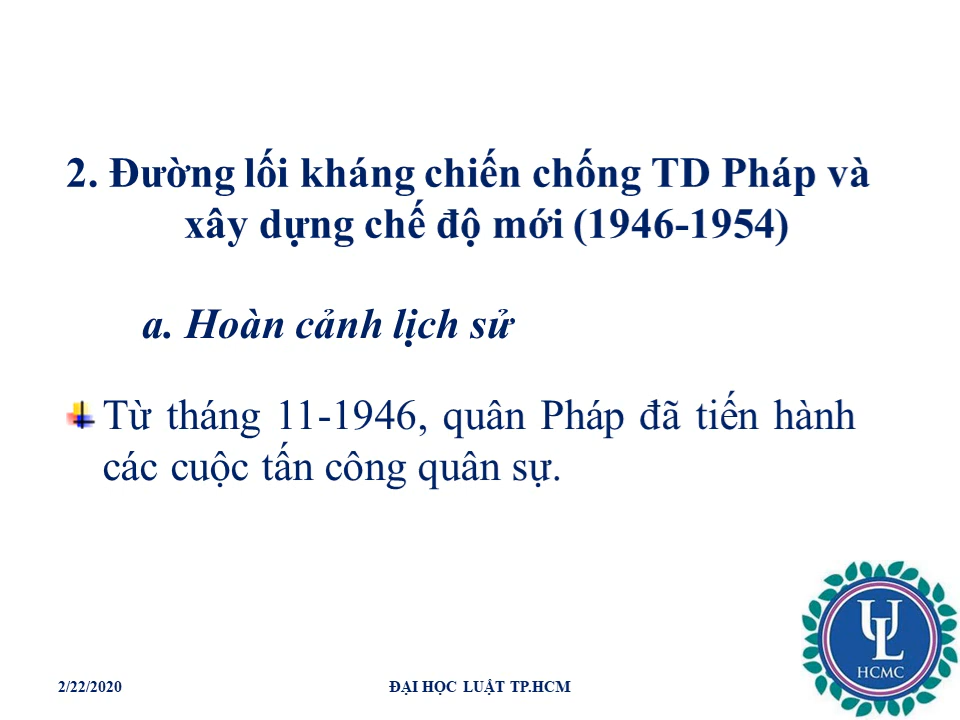 2. Đường lối kháng chiến chống TD Pháp và
xây dựng chế độ mới (1946-1954)
a. Hoàn cảnh lịch sử
Từ tháng 11-1946, quân Pháp đã tiến hành
các cuộc tấn công quân sự.
2/22/2020
ĐẠI HỌC LUẬT TP.HCM
UL
HCMC